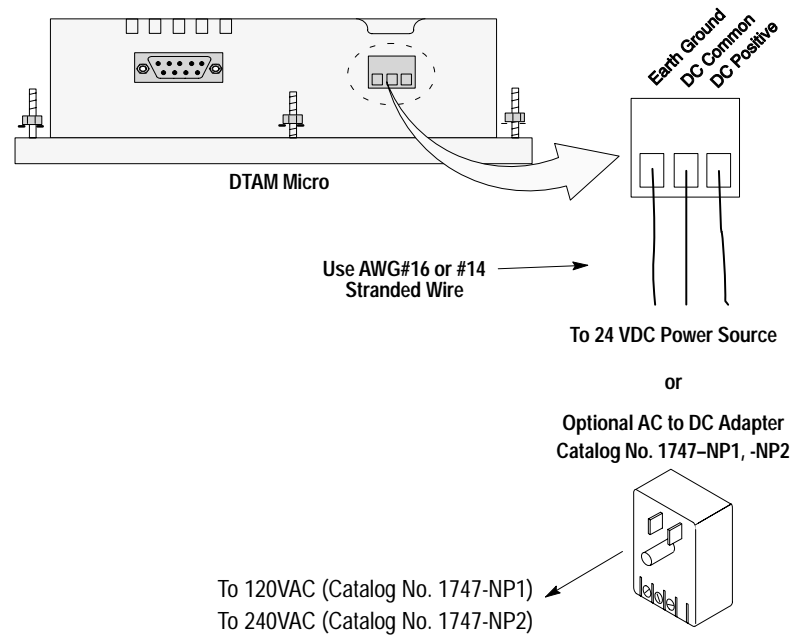 Earth Ground
DC Common
DC Positive
DTAM Micro
Use AWG#16 or #14
Stranded Wire
To 24 VDC Power Source
or
Optional AC to DC Adapter
Catalog No. 1747–NP1, -NP2
To 120VAC (Catalog No. 1747-NP1)
To 240VAC (Catalog No. 1747-NP2)